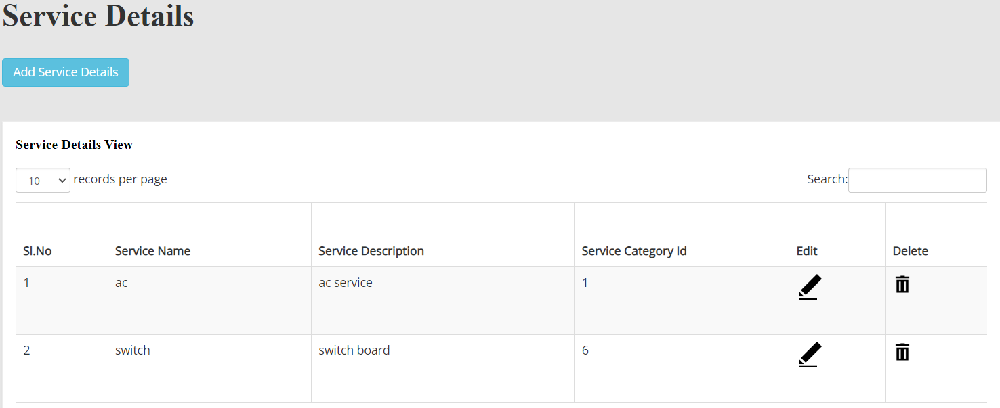 Service Details
Add Service Details
Service Details View
10 records per page Search:
Sl.No Service Name Service Description Service Category Id Edit Delete
1 ac ac service 1
2 switch switch board 6